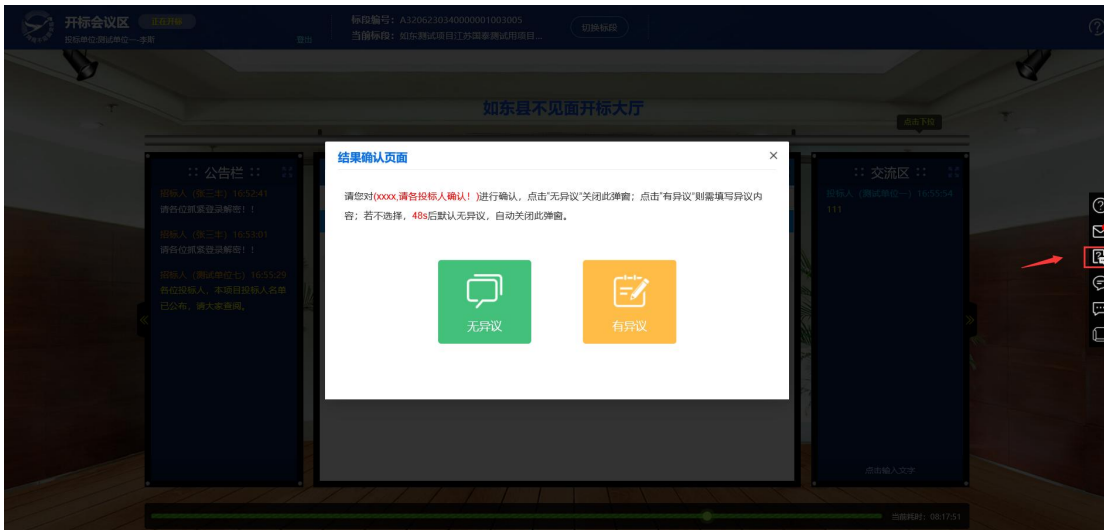 开标会议区
正在开标
投标单位:测试单位一-李斯
登出
标段编号：A3206230340000001003005
当前标段：如东测试项目江苏国泰测试用项目...
切换标段
如东县不见面开标大厅
点击下拉
:: 公告栏 ::
招标人（张三丰）16:52:41
请各位抓紧登录解密！！
招标人（张三丰）16:53:01
请各位抓紧登录解密！！
招标人（测试单位七）16:55:29
各位投标人，本项目投标人名单
已公布，请大家查阅。
结果确认页面
请您对(xxxx,请各投标人确认！)进行确认，点击"无异议"关闭此弹窗；点击"有异议"则需填写异议内
容；若不选择，48s后默认无异议，自动关闭此弹窗。
无异议
有异议
:: 交流区 ::
投标人（测试单位一）16:55:54
111
点击输入文字
当前耗时：08:17:51